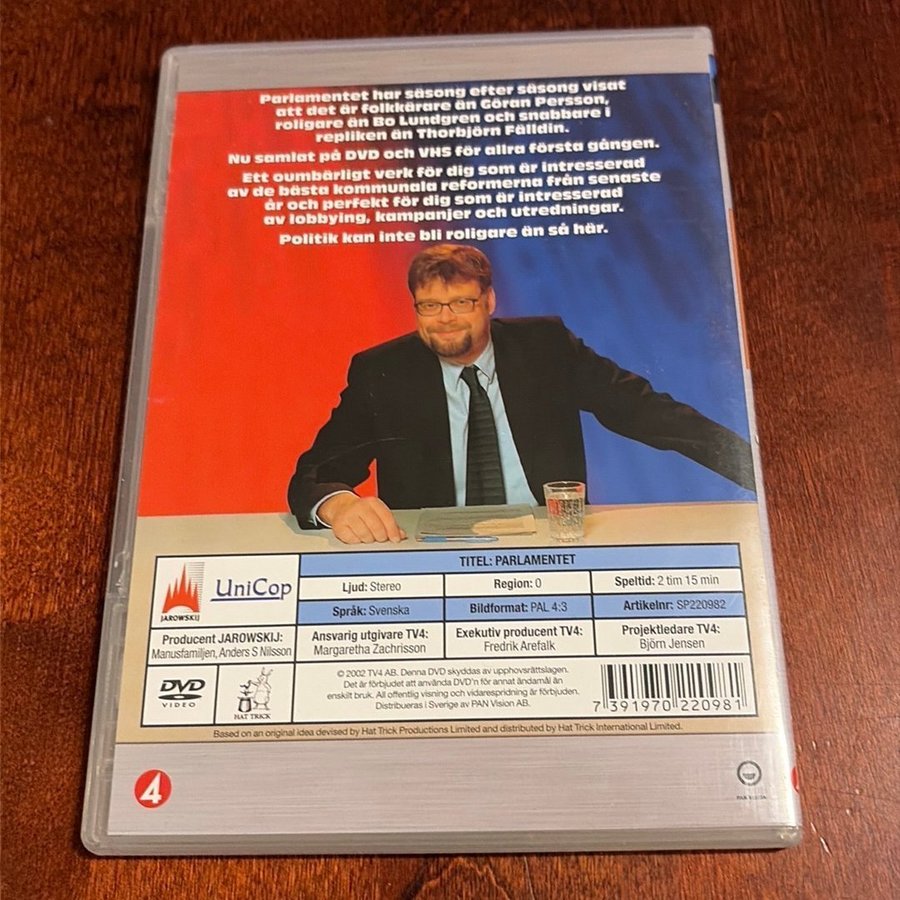 Parlamentet har säsong efter säsong visat
att det är folkkärare än Göran Persson,
roligare än Bo Lundgren och snabbare i
repliken än Thorbjörn Fälldin.
Nu samlat på DVD och VHS för allra första gången.
Ett oumbärligt verk för dig som är intresserad
av de bästa kommunala reformerna från senaste
år och perfekt för dig som är intresserad
av lobbying, kampanjer och utredningar.
Politik kan inte bli roligare än så här.
JAROWSKIJ
UniCop
TITEL: PARLAMENTET
Ljud: Stereo
Region: 0
Speltid: 2 tim 15 min
Språk: Svenska
Bildformat: PAL 4:3
Artikelnr: SP220982
Producent JAROWSKIJ:
Manusfamiljen, Anders S Nilsson
Ansvarig utgivare TV4:
Margaretha Zachrisson
Exekutiv producent TV4:
Fredrik Arefalk
Projektledare TV4:
Björn Jensen
DVD
VIDEO
HAT TRICK
© 2002 TV4 AB. Denna DVD skyddas av upphovsrättslagen.
Det är förbjudet att använda DVD'n för annat ändamål än
enskilt bruk. All offentlig visning och vidarespridning är förbjuden.
Distribueras i Sverige av PAN Vision AB.
7 391970 220981
Based on an original idea devised by Hat Trick Productions Limited and distributed by Hat Trick International Limited.
4
PAN VISION